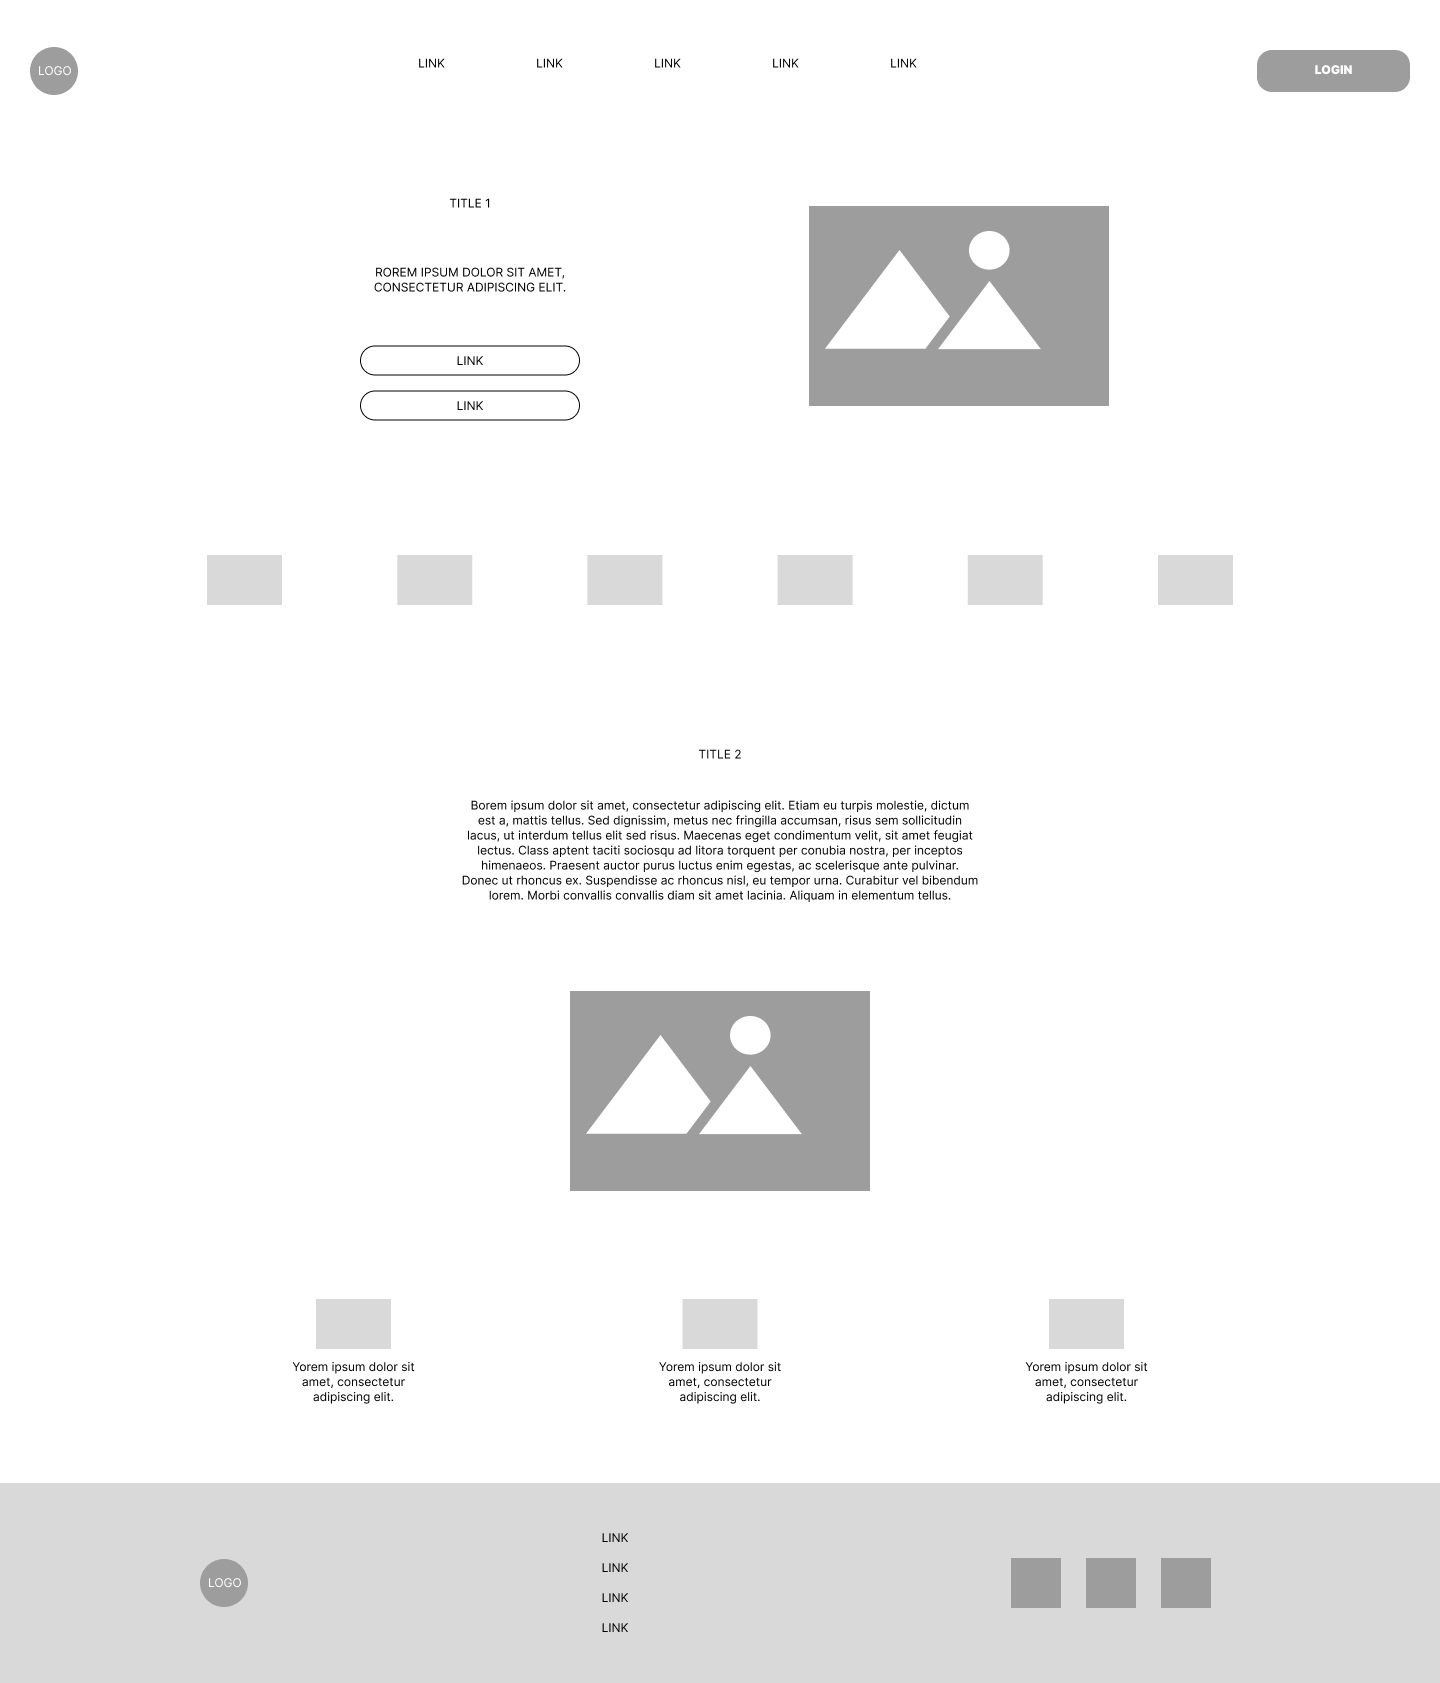 LOGO
LINK
LINK
LINK
LINK
LINK
LOGIN
TITLE 1
ROREM IPSUM DOLOR SIT AMET,
CONSECTETUR ADIPISCING ELIT.
LINK
LINK
TITLE 2
Borem ipsum dolor sit amet, consectetur adipiscing elit. Etiam eu turpis molestie, dictum
est a, mattis tellus. Sed dignissim, metus nec fringilla accumsan, risus sem sollicitudin
lacus, ut interdum tellus elit sed risus. Maecenas eget condimentum velit, sit amet feugiat
lectus. Class aptent taciti sociosqu ad litora torquent per conubia nostra, per inceptos
himenaeos. Praesent auctor purus luctus enim egestas, ac scelerisque ante pulvinar.
Donec ut rhoncus ex. Suspendisse ac rhoncus nisl, eu tempor urna. Curabitur vel bibendum
lorem. Morbi convallis convallis diam sit amet lacinia. Aliquam in elementum tellus.
Yorem ipsum dolor sit
amet, consectetur
adipiscing elit.
Yorem ipsum dolor sit
amet, consectetur
adipiscing elit.
Yorem ipsum dolor sit
amet, consectetur
adipiscing elit.
LOGO
LINK
LINK
LINK
LINK